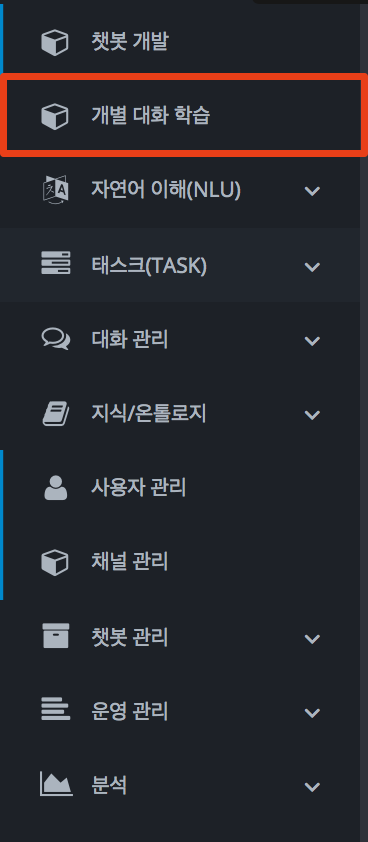 챗봇 개발
개별 대화 학습
자연어 이해(NLU)
태스크(TASK)
대화 관리
지식/온톨로지
사용자 관리
채널 관리
챗봇 관리
운영 관리
분석